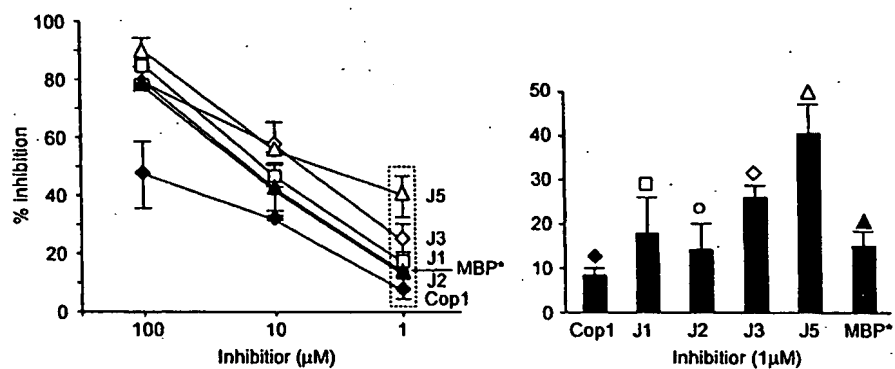 % Inhibition
100
80
60
40
20
0
100
10
1
Inhibitior (μM)
J5
J3
J1
MBP*
J2
Cop1
50
40
30
20
10
0
Cop1 J1 J2 J3 J5 MBP*
Inhibitior (1μM)